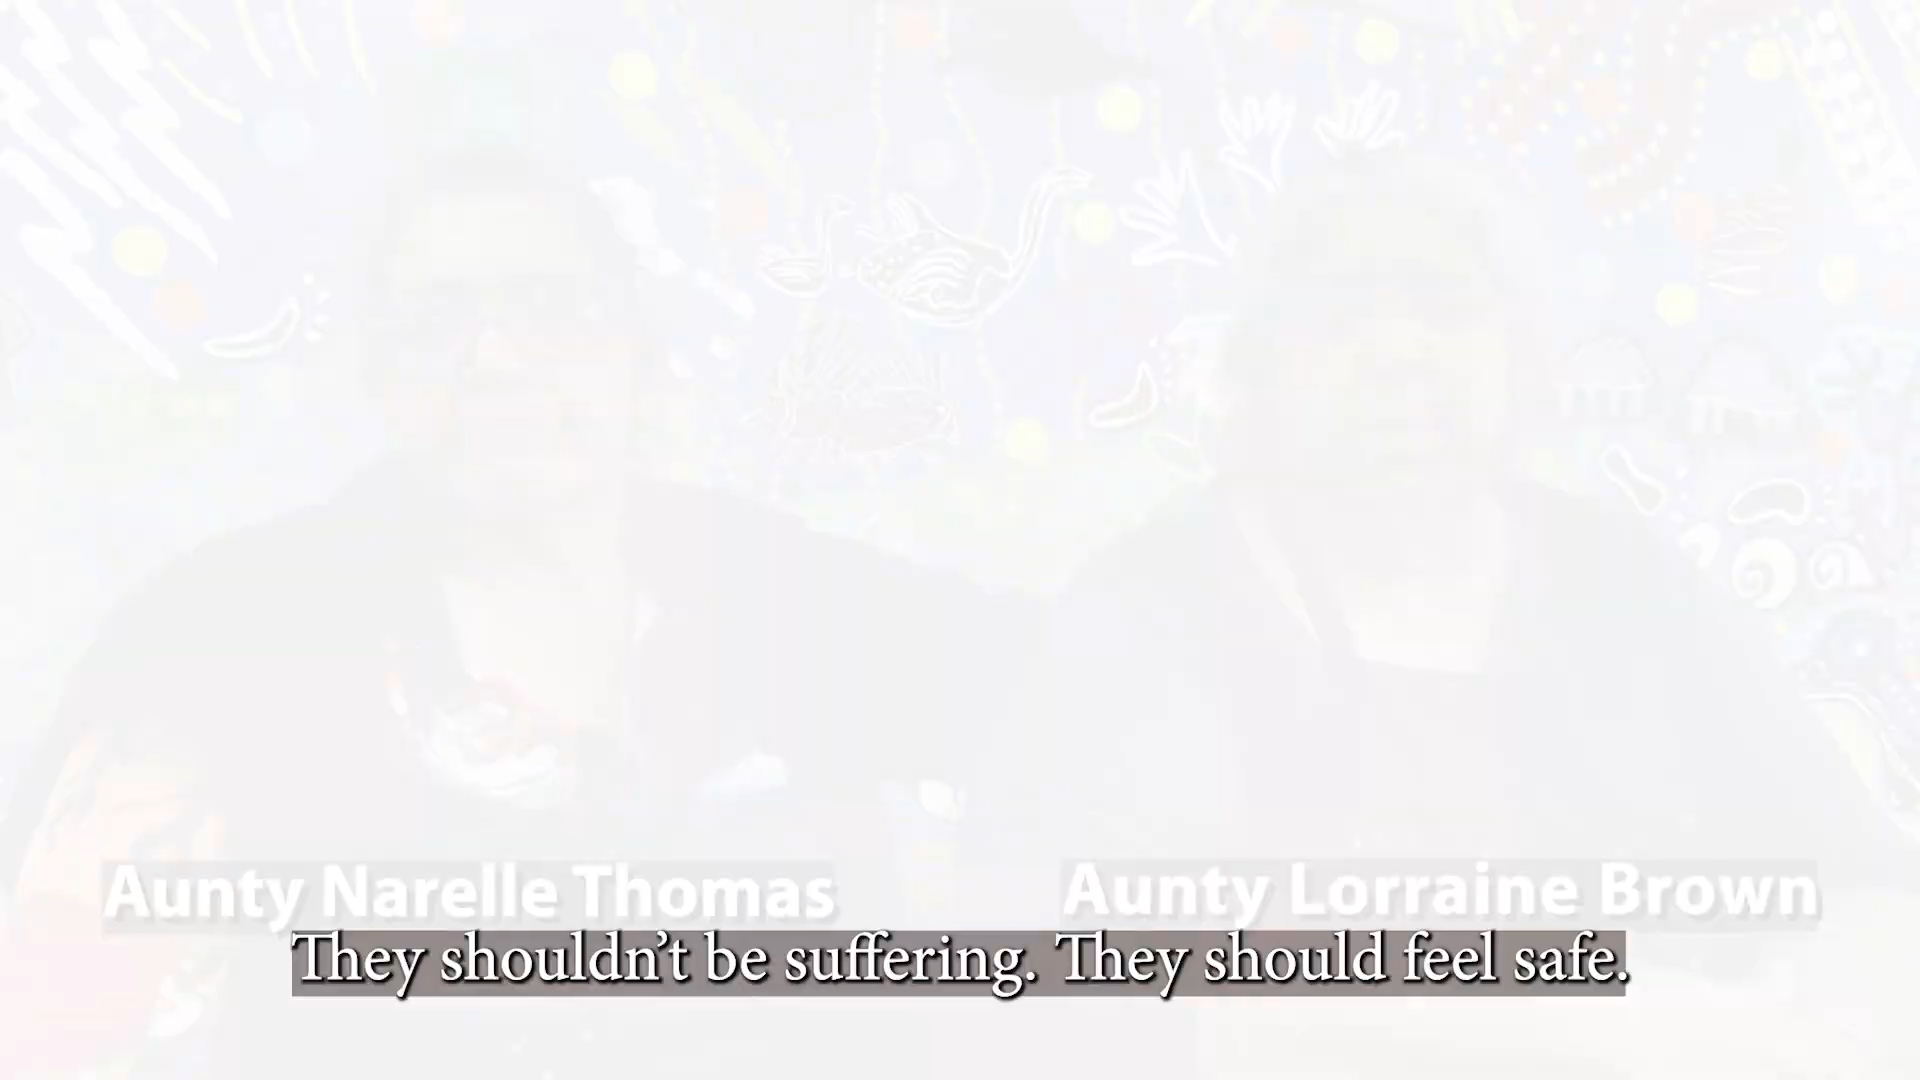 Aunty Narelle Thomas
Aunty Lorraine Brown
They shouldn’t be suffering. They should feel safe.